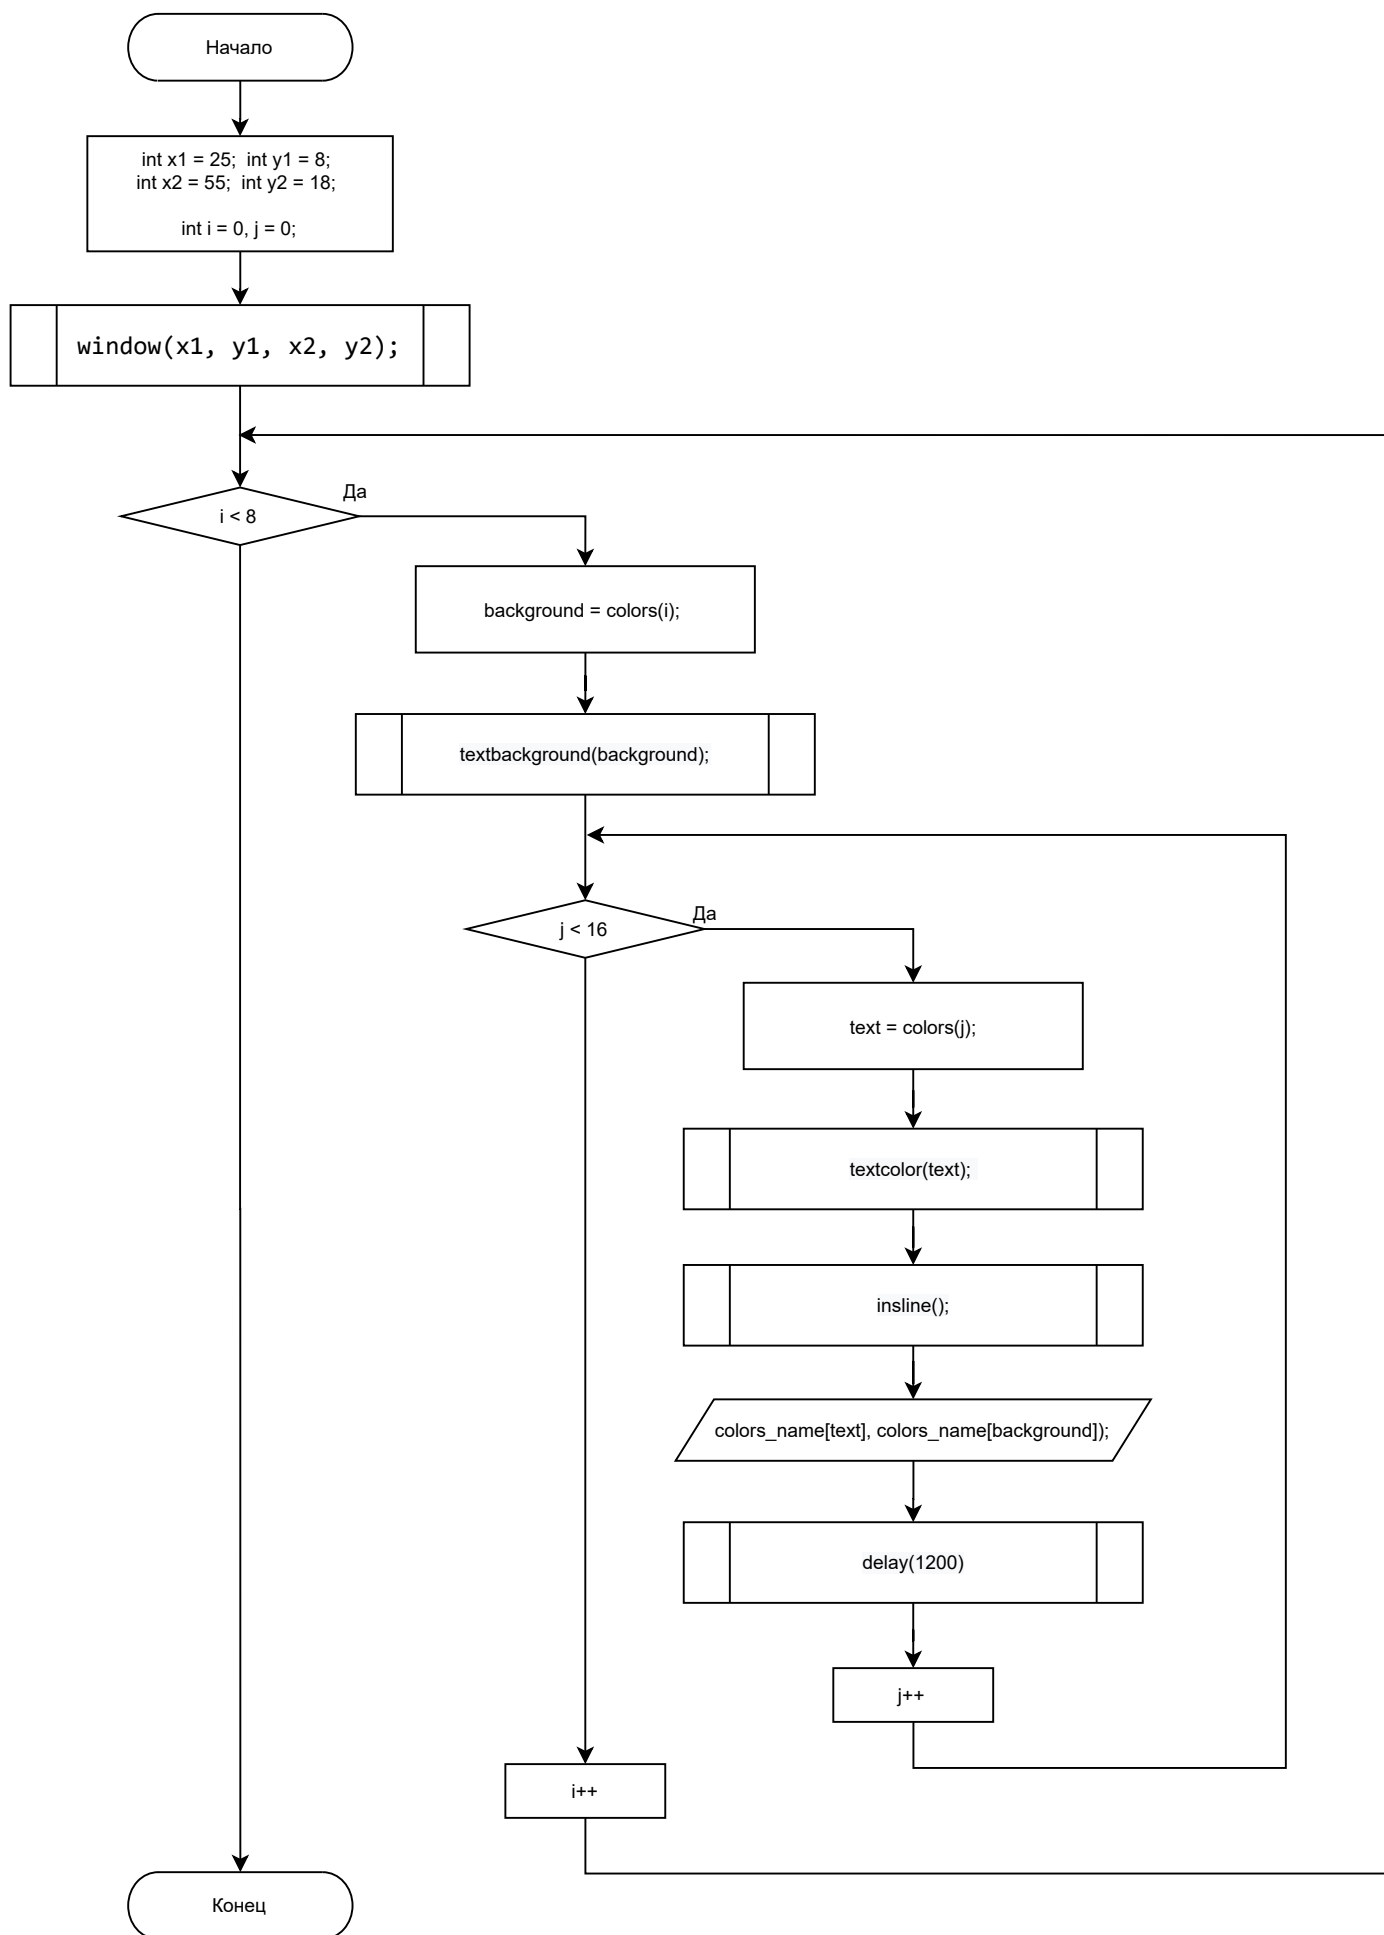 Начало
int x1 = 25; int y1 = 8;
int x2 = 55; int y2 = 18;
int i = 0, j = 0;
window(x1, y1, x2, y2);
Да
i < 8
background = colors(i);
textbackground(background);
Да
j < 16
text = colors(j);
textcolor(text);
insline();
colors_name[text], colors_name[background]);
delay(1200)
j++
i++
Конец